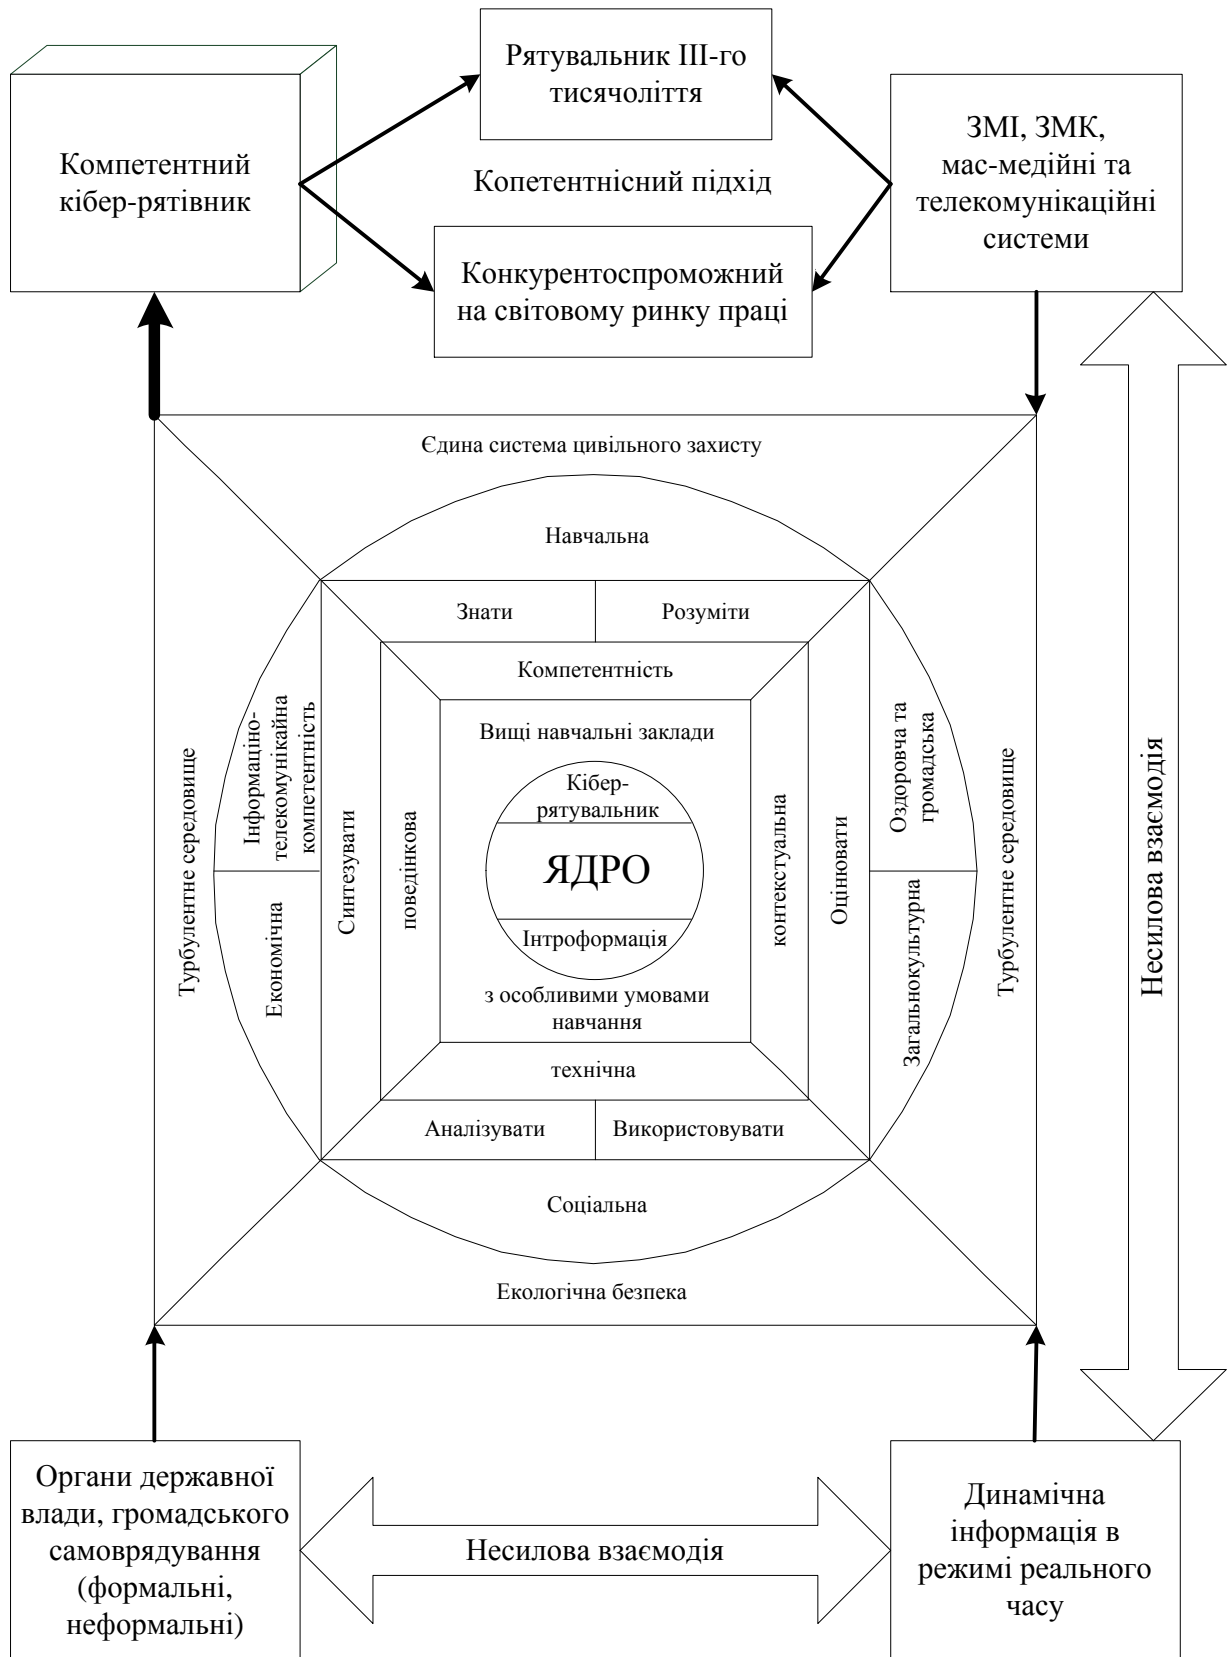 Рятувальник ІІІ-го
тисячоліття
Компетентний
кібер-рятівник
ЗМІ, ЗМК,
мас-медійні та
телекомунікаційні
системи
Копетентнісний підхід
Конкурентоспроможний
на світовому ринку праці
Єдина система цивільного захисту
Навчальна
Знати
Розуміти
Компетентність
Вищі навчальні заклади
Кібер-
рятувальник
ЯДРО
Інтроформація
з особливими умовами
навчання
технічна
Аналізувати
Використовувати
Соціальна
Екологічна безпека
Турбулентне середовище
Інформаціно-
телекомунікайна
компетентність
Економічна
Синтезувати
поведінкова
контекстуальна
Оцінювати
Оздоровча та
громадська
Загальнокультурна
Турбулентне середовище
Несилова взаємодія
Органи державної
влади, громадського
самоврядування
(формальні,
неформальні)
Несилова взаємодія
Динамічна
інформація в
режимі реального
часу